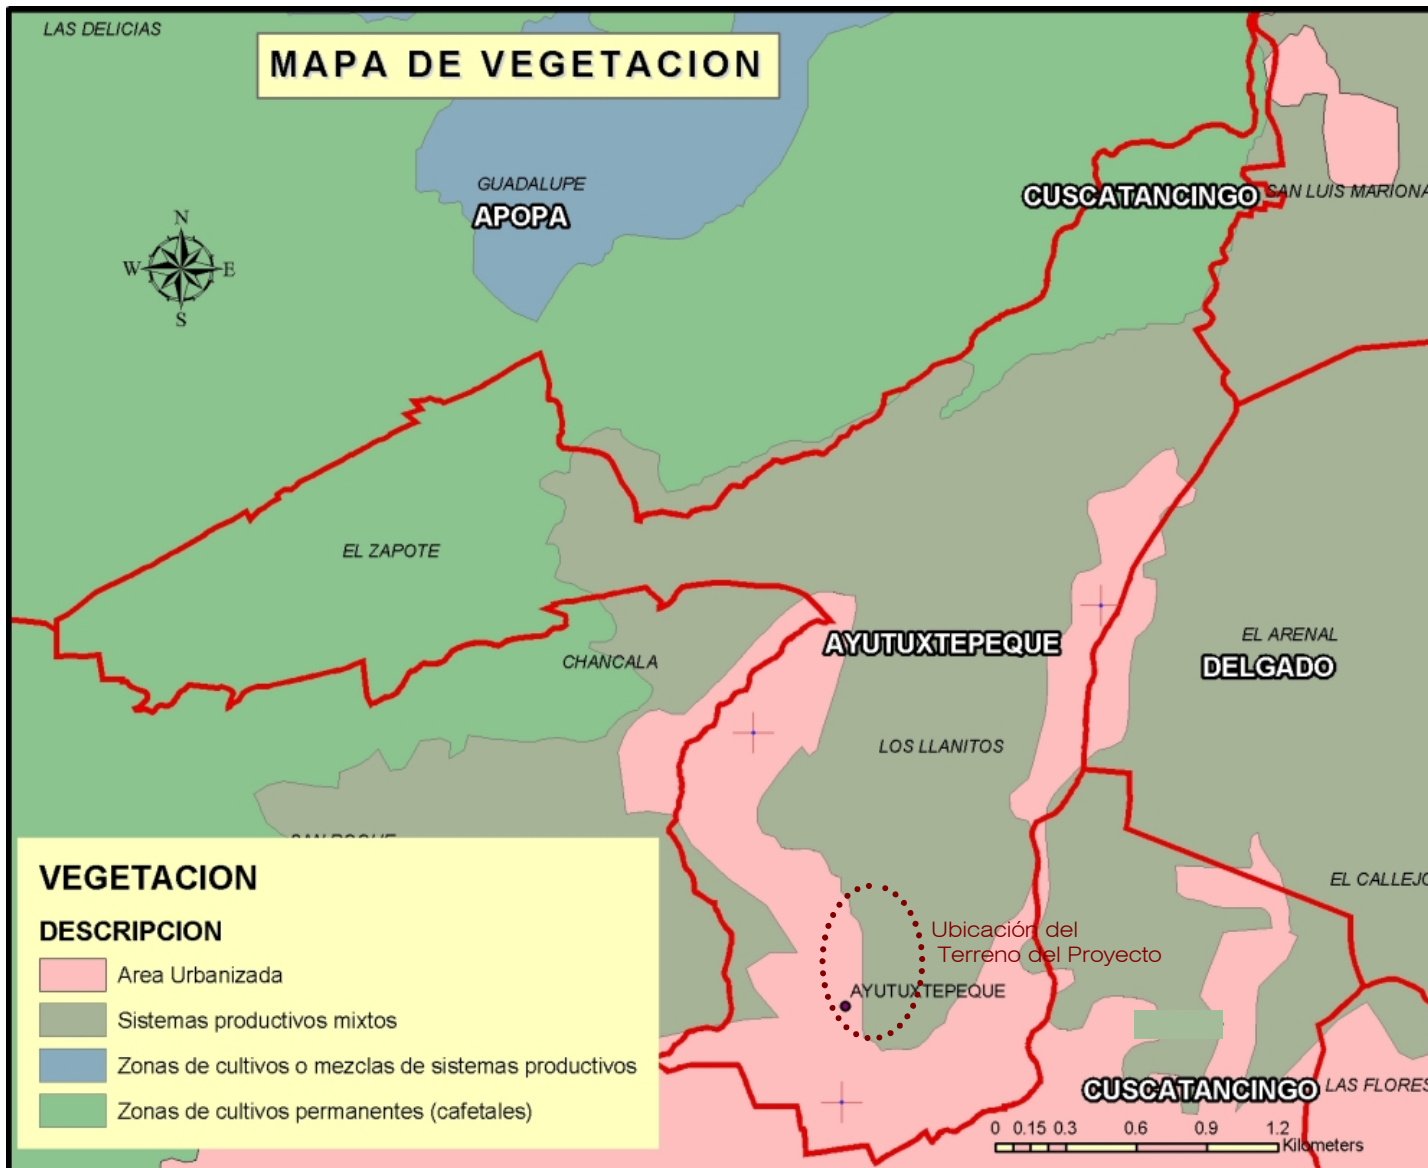 LAS DELICIAS
MAPA DE VEGETACION
GUADALUPE
APOPA
CUSCATANCINGO
SAN LUIS MARIONA
N
W
E
S
EL ZAPOTE
CHANCALA
AYUTUXTEPEQUE
EL ARENAL
DELGADO
LOS LLANITOS
SAN ROQUE
VEGETACION
DESCRIPCION
Area Urbanizada
Sistemas productivos mixtos
Zonas de cultivos o mezclas de sistemas productivos
Zonas de cultivos permanentes (cafetales)
EL CALLEJO
Ubicación del
Terreno del Proyecto
AYUTUXTEPEQUE
CUSCATANCINGO
LAS FLORES
0 0.15 0.3 0.6 0.9 1.2
Kilometers